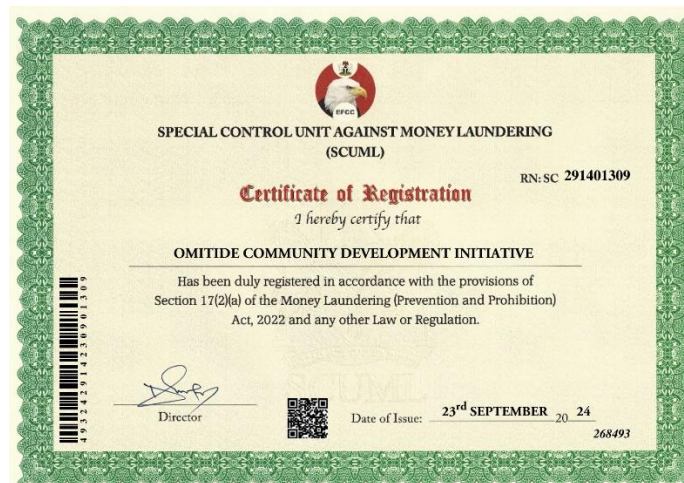 EFCC
SPECIAL CONTROL UNIT AGAINST MONEY LAUNDERING
(SCUML)
RN: SC 291401309
Certificate of Registration
I hereby certify that
OMITIDE COMMUNITY DEVELOPMENT INITIATIVE
Has been duly registered in accordance with the provisions of
Section 17(2)(a) of the Money Laundering (Prevention and Prohibition)
Act, 2022 and any other Law or Regulation.
493242914230901309
Director
Date of Issue: 23rd SEPTEMBER 20 24
268493